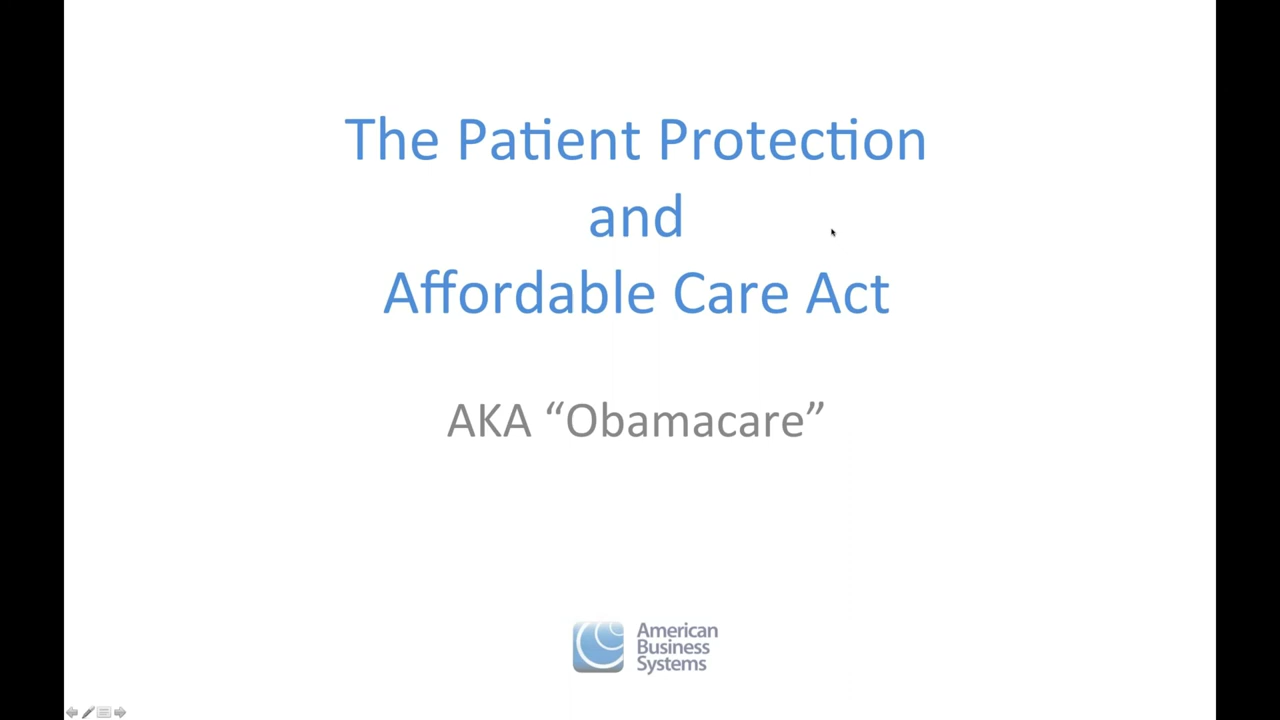 The Patient Protection
and
Affordable Care Act
AKA “Obamacare”
American
Business
Systems